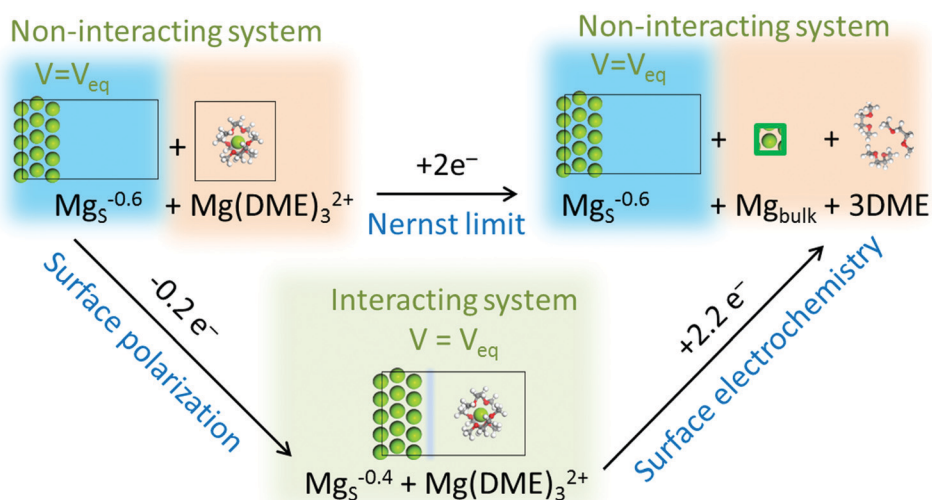 Non-interacting system
V=V_eq
+
Mg_S^-0.6 + Mg(DME)_3^2+
+2e^-
Nernst limit
Non-interacting system
V=V_eq
+ +
Mg_S^-0.6 + Mg_bulk + 3DME
-0.2 e^-
Surface polarization
Interacting system
V = V_eq
Mg_S^-0.4 + Mg(DME)_3^2+
+2.2 e^-
Surface electrochemistry